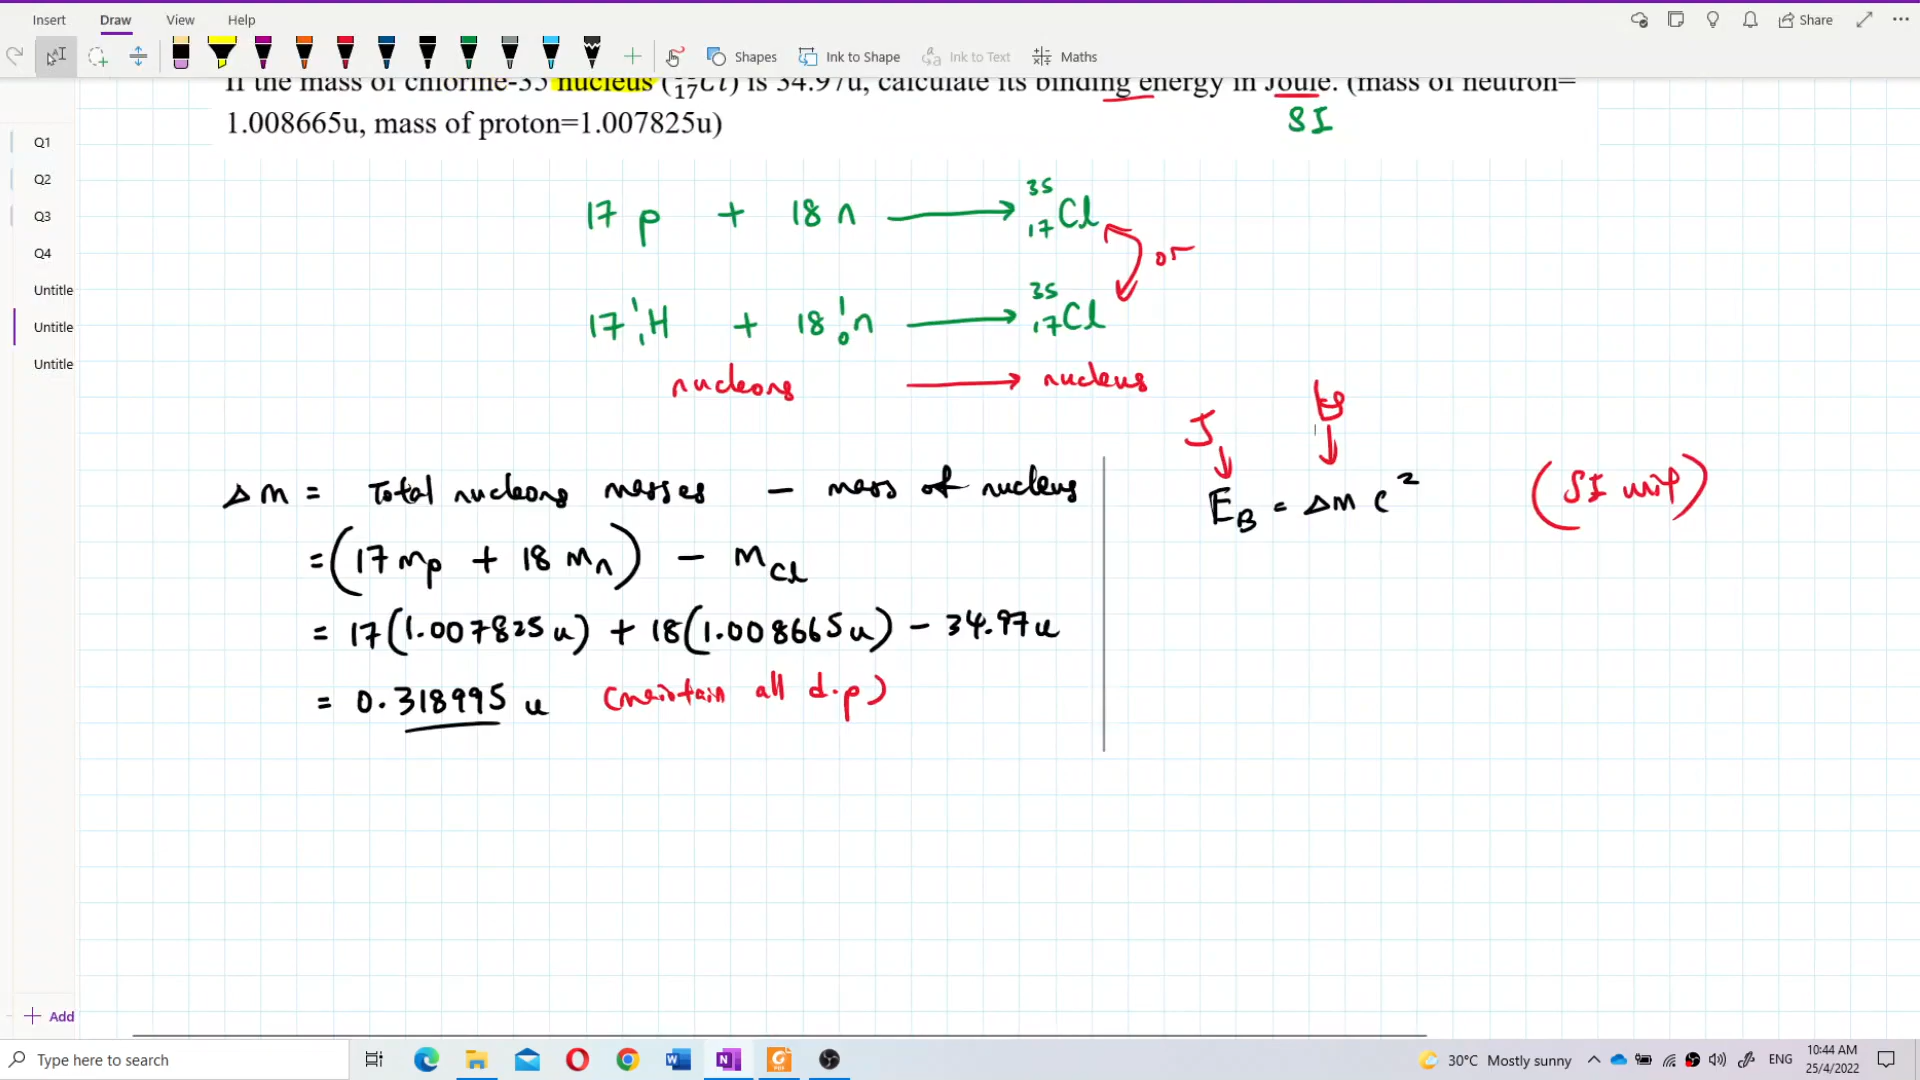 Insert Draw View Help Share
Shapes Ink to Shape Ink to Text Maths
If the mass of chlorine-35 nucleus (³⁵₁₇Cl) is 34.97u, calculate its binding energy in Joule. (mass of neutron=
1.008665u, mass of proton=1.007825u)
SI
Q1
Q2
Q3
Q4
Untitle
Untitle
Untitle
17 p + 18 n ⟶ ³⁵₁₇Cl
or
17 ¹₁H + 18 ¹₀n ⟶ ³⁵₁₇Cl
nucleons ⟶ nucleus
Δm = Total nucleons masses − mass of nucleus
= (17 mp + 18 Mn) − mCl
= 17(1.007825u) + 18(1.008665u) − 34.97u
= 0.318995 u (maintain all d.p)
J kg
E_B = Δm c² (SI unit)
Add
Type here to search
30°C Mostly sunny ENG 10:44 AM
25/4/2022